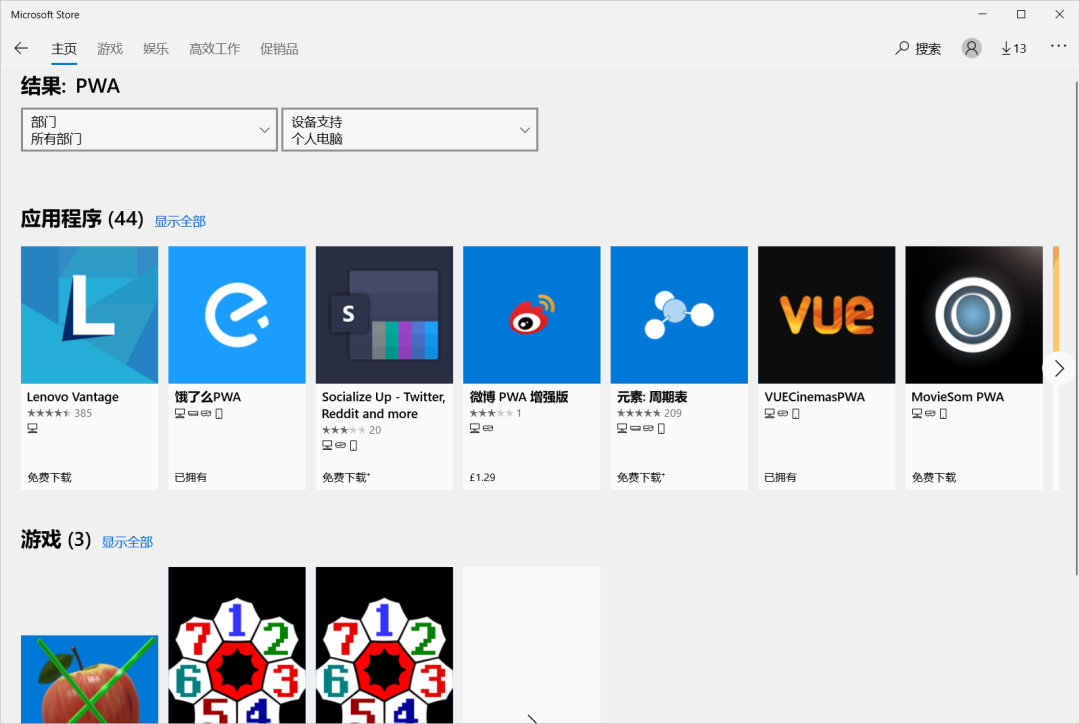 Microsoft Store
主页 游戏 娱乐 高效工作 促销品 搜索 13
结果: PWA
部门
所有部门
设备支持
个人电脑
应用程序 (44) 显示全部
L
S
VUE
Lenovo Vantage
385
免费下载
饿了么PWA
已拥有
Socialize Up - Twitter,
Reddit and more
20
免费下载+
微博 PWA 增强版
1
£1.29
元素: 周期表
209
免费下载+
VUECinemasPWA
已拥有
MovieSom PWA
免费下载
游戏 (3) 显示全部
1
7 2
6 3
5 4
1
7 2
6 3
5 4